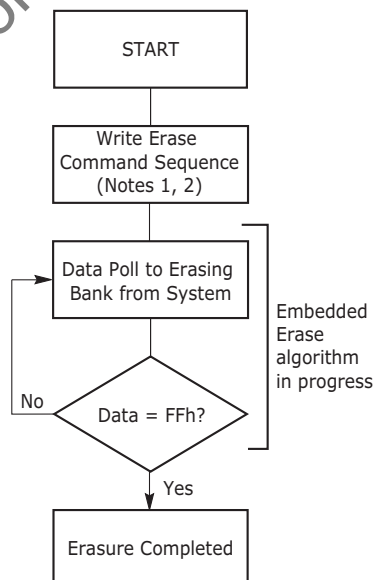 START
Write Erase
Command Sequence
(Notes 1, 2)
Data Poll to Erasing
Bank from System
Embedded
Erase
algorithm
in progress
No
Data = FFh?
Yes
Erasure Completed